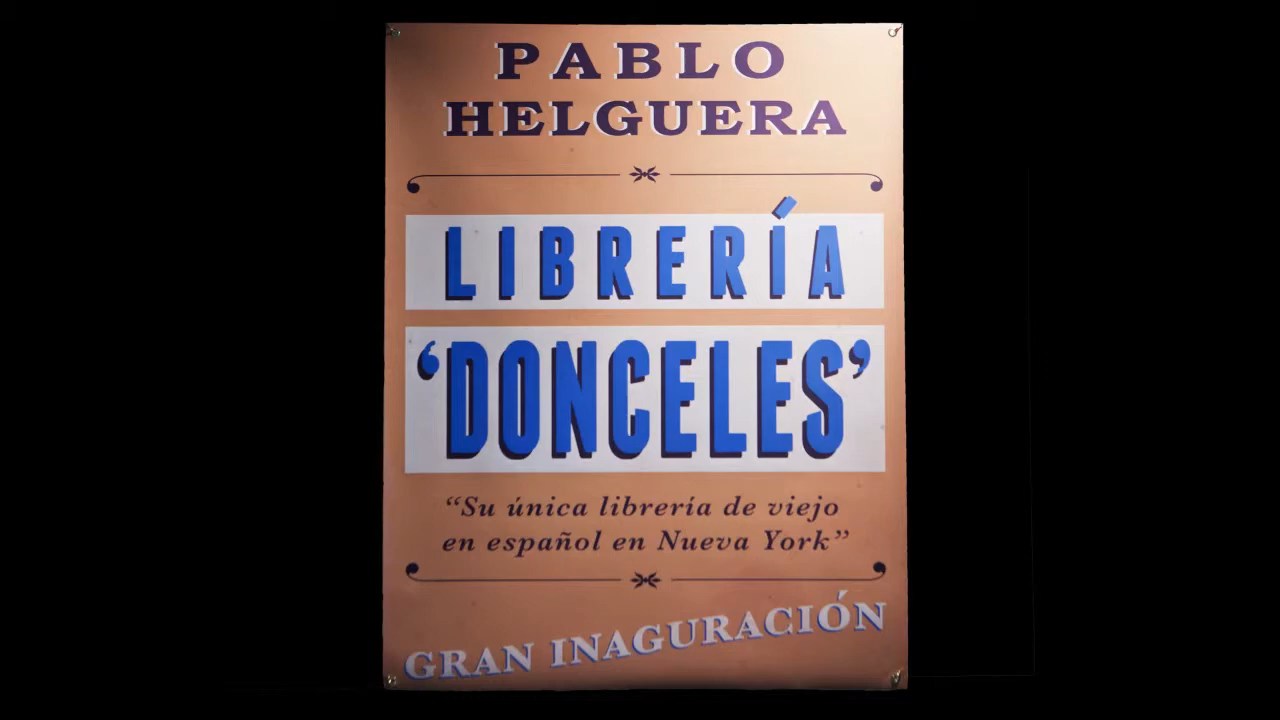 PABLO
HELGUERA
LIBRERÍA
‘DONCELES’
“Su única librería de viejo
en español en Nueva York”
GRAN INAGURACIÓN